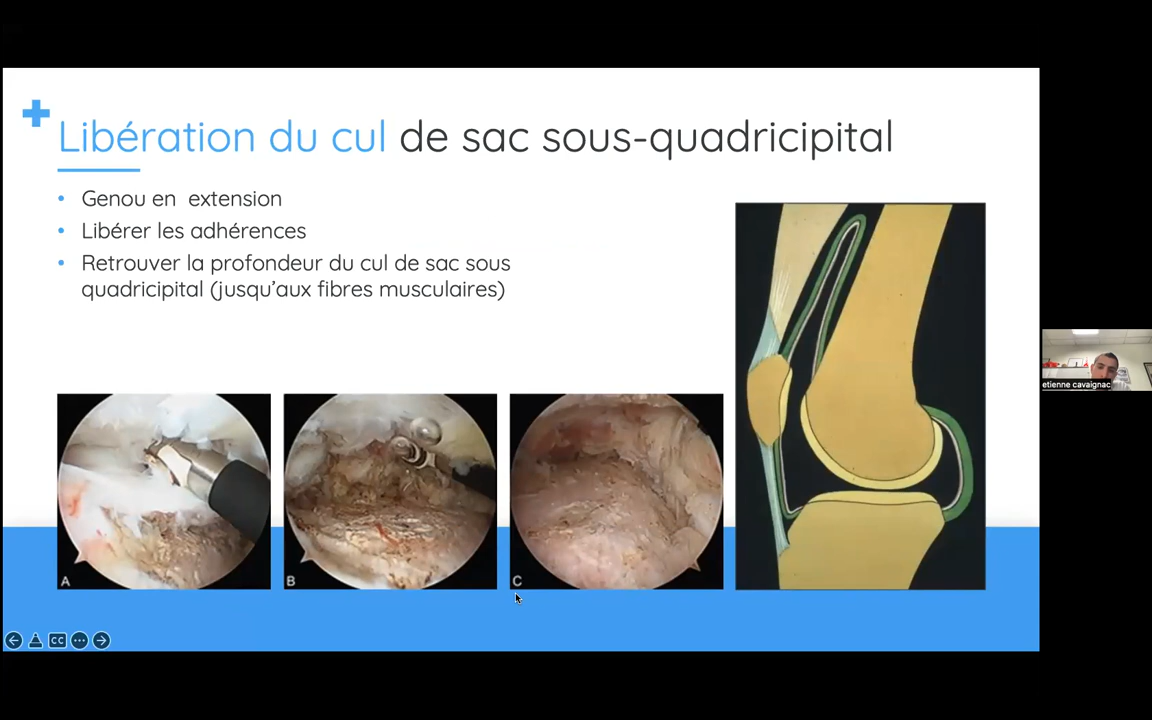 Libération du cul de sac sous-quadricipital
• Genou en extension
• Libérer les adhérences
• Retrouver la profondeur du cul de sac sous
quadricipital (jusqu'aux fibres musculaires)
A
B
C
etienne cavaignac
CC